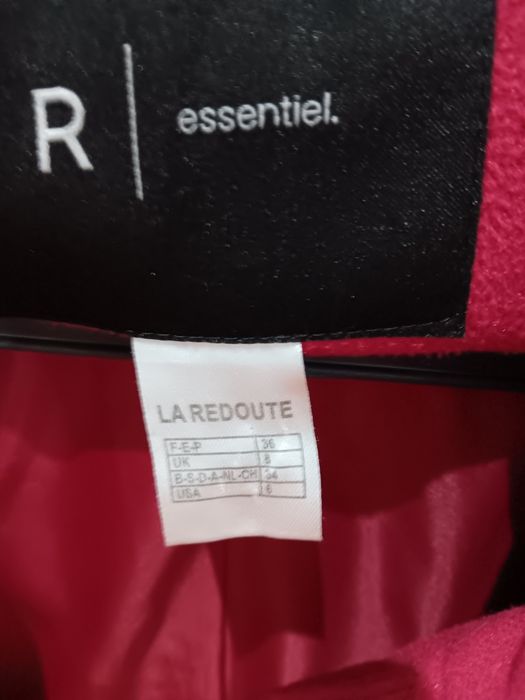 R | essentiel.
LA REDOUTE
F-E-P 36
UK 8
B-S-D-A-NL-CH 34
USA 6